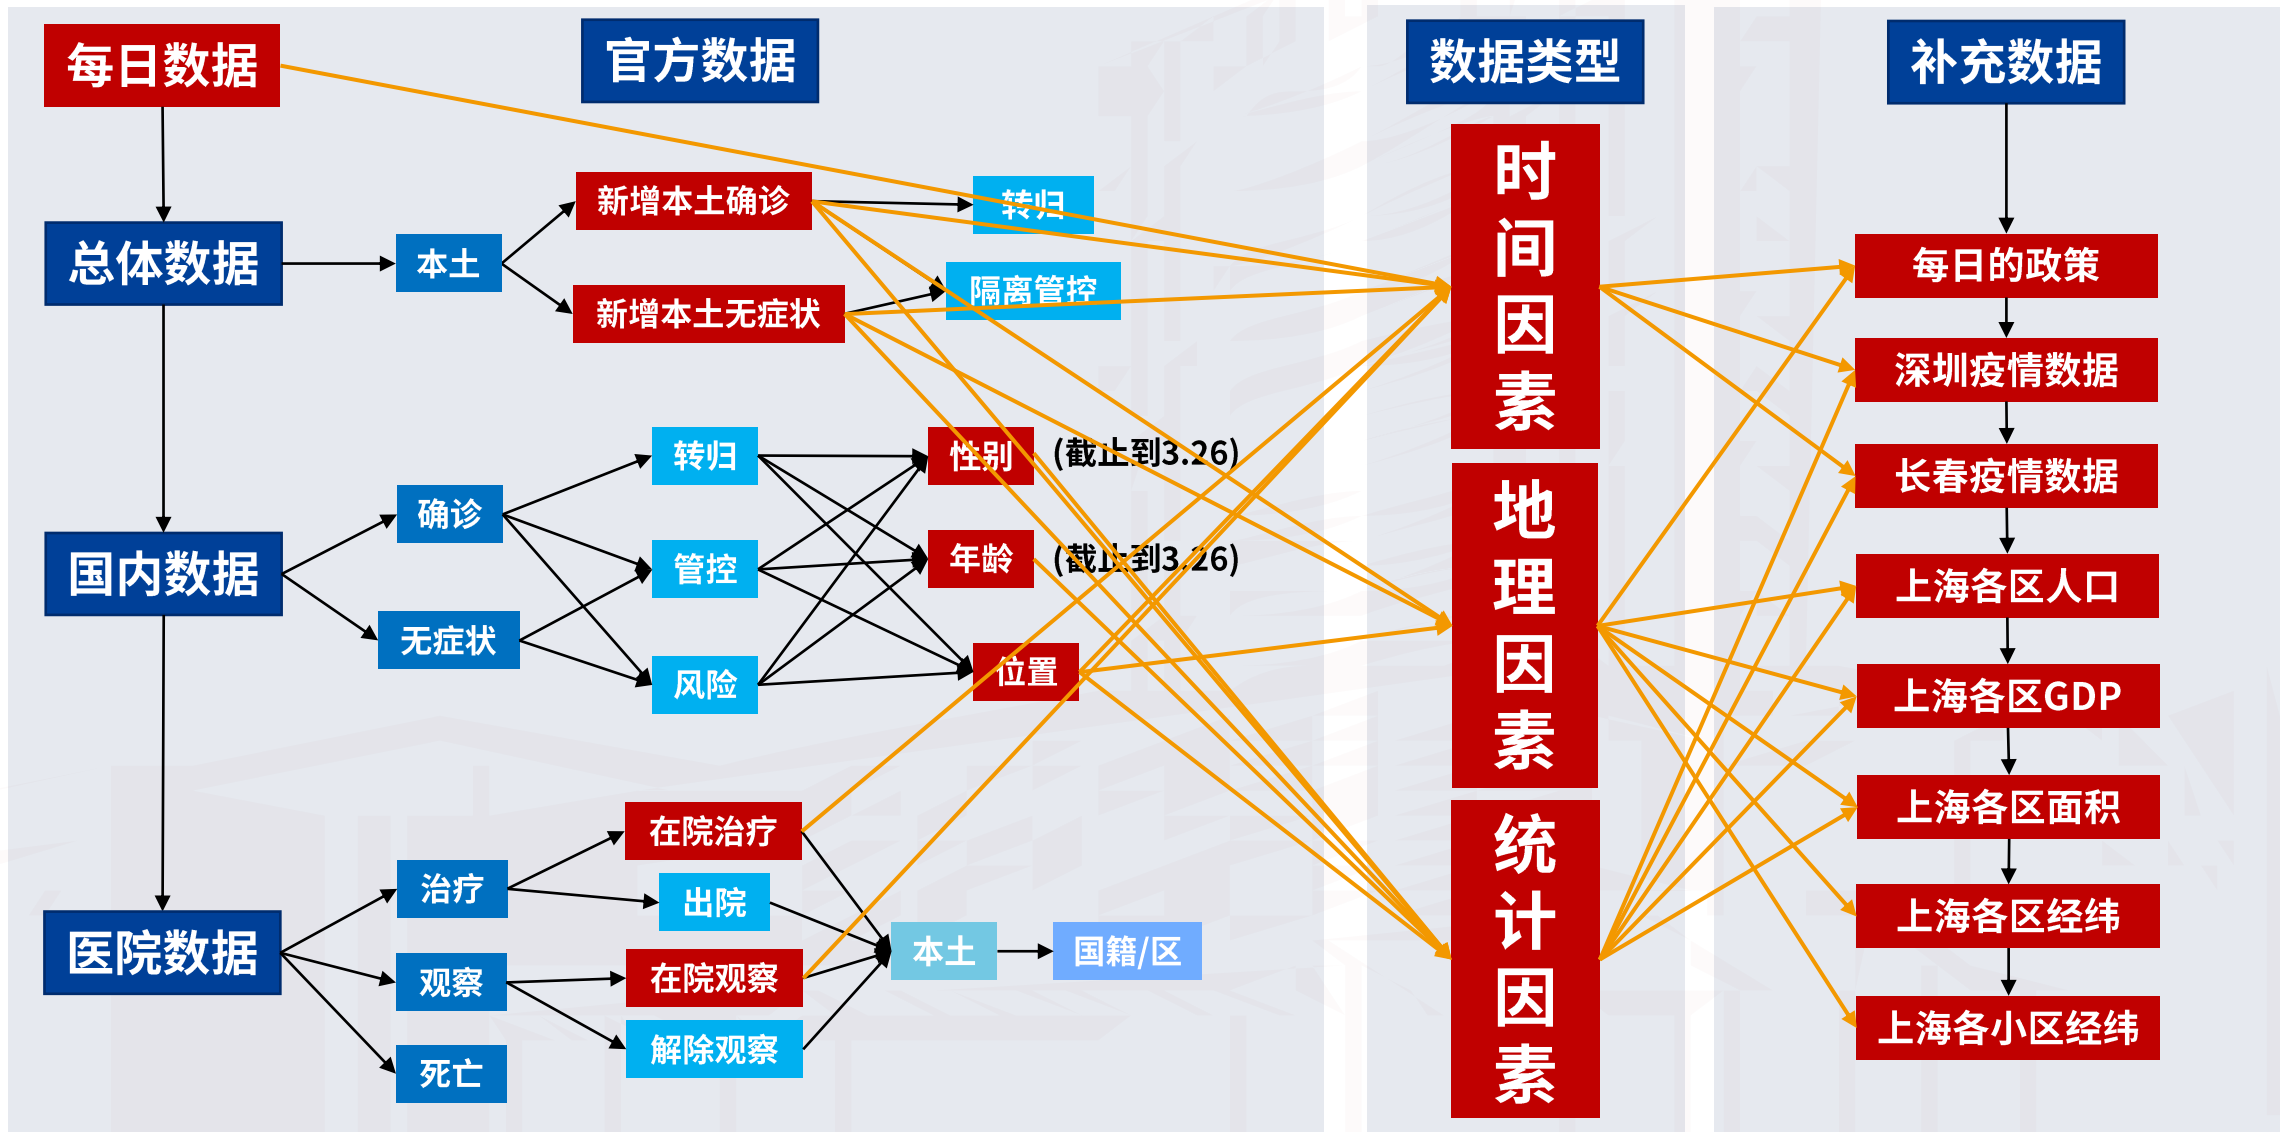 每日数据
官方数据
数据类型
补充数据
新增本土确诊
转归
总体数据
本土
隔离管控
新增本土无症状
时间因素
每日的政策
深圳疫情数据
转归
性别
(截止到3.26)
长春疫情数据
确诊
国内数据
管控
年龄
(截止到3.26)
地理因素
上海各区人口
无症状
风险
位置
上海各区GDP
在院治疗
上海各区面积
治疗
出院
统计因素
医院数据
本土
国籍/区
上海各区经纬
观察
在院观察
解除观察
上海各小区经纬
死亡